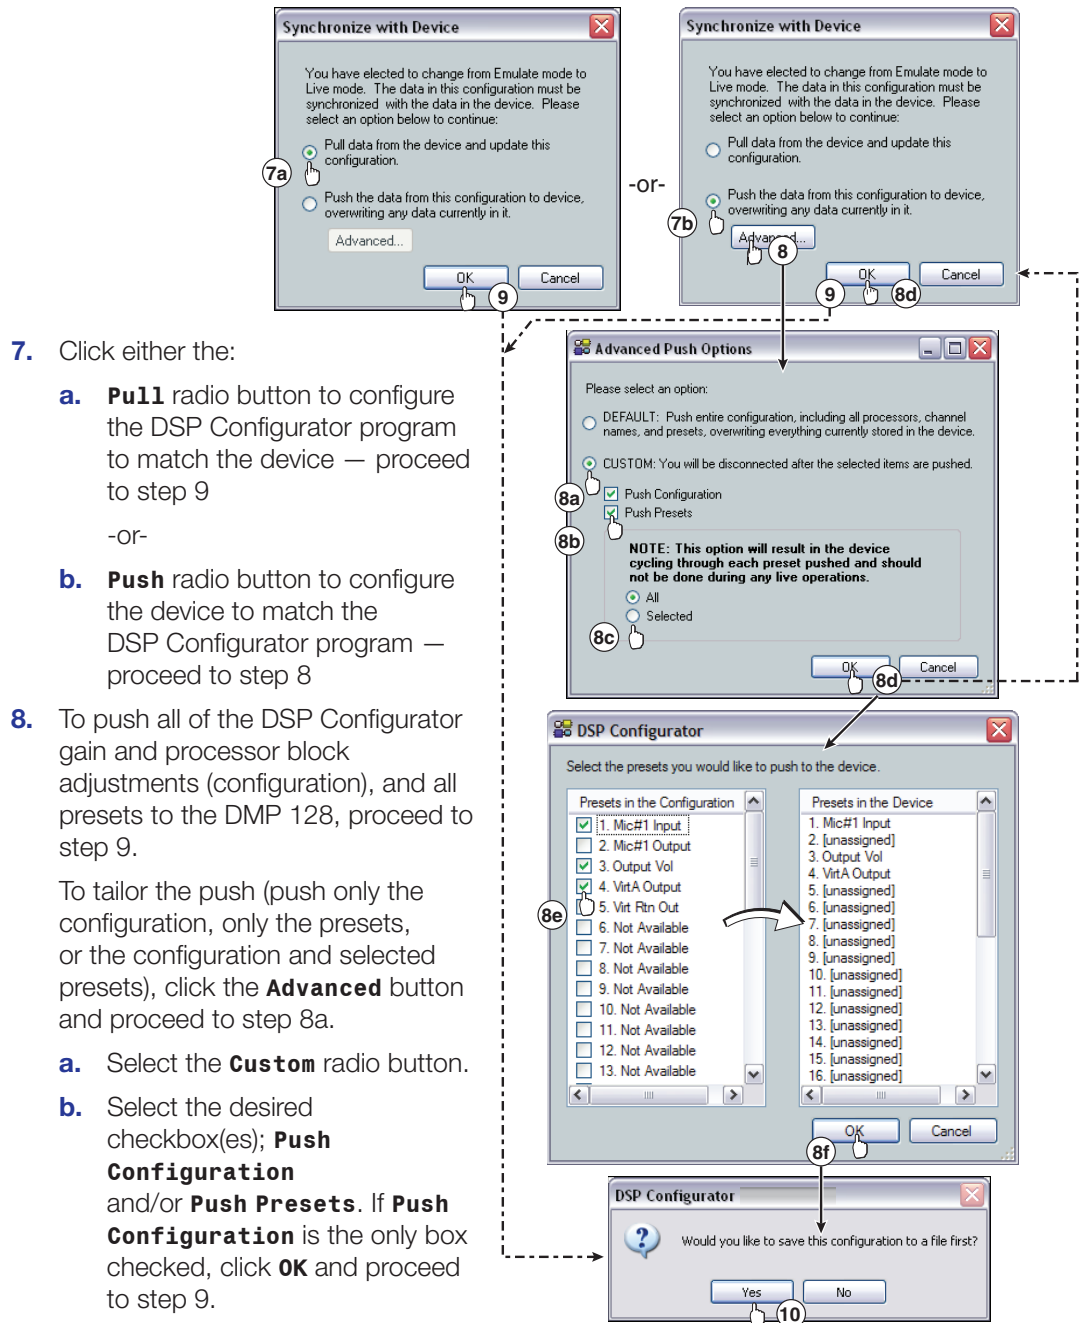 Synchronize with Device
You have elected to change from Emulate mode to
Live mode. The data in this configuration must be
synchronized with the data in the device. Please
select an option below to continue:
Pull data from the device and update this
configuration.
7a
Push the data from this configuration to device,
overwriting any data currently in it.
Advanced...
OK
Cancel
9
-or-
Synchronize with Device
You have elected to change from Emulate mode to
Live mode. The data in this configuration must be
synchronized with the data in the device. Please
select an option below to continue:
Pull data from the device and update this
configuration.
Push the data from this configuration to device,
overwriting any data currently in it.
7b
Advanced...
8
OK
Cancel
9
8d
7. Click either the:
a. Pull radio button to configure
the DSP Configurator program
to match the device — proceed
to step 9
-or-
b. Push radio button to configure
the device to match the
DSP Configurator program —
proceed to step 8
8. To push all of the DSP Configurator
gain and processor block
adjustments (configuration), and all
presets to the DMP 128, proceed to
step 9.
To tailor the push (push only the
configuration, only the presets,
or the configuration and selected
presets), click the Advanced button
and proceed to step 8a.
a. Select the Custom radio button.
b. Select the desired
checkbox(es); Push
Configuration
and/or Push Presets. If Push
Configuration is the only box
checked, click OK and proceed
to step 9.
Advanced Push Options
Please select an option:
DEFAULT: Push entire configuration, including all processors, channel
names, and presets, overwriting everything currently stored in the device.
CUSTOM: You will be disconnected after the selected items are pushed.
8a
Push Configuration
Push Presets
8b
NOTE: This option will result in the device
cycling through each preset pushed and should
not be done during any live operations.
All
Selected
8c
OK
Cancel
8d
DSP Configurator
Select the presets you would like to push to the device.
Presets in the Configuration
1. Mic#1 Input
2. Mic#1 Output
3. Output Vol
4. VirtA Output
5. Virt Rtn Out
8e
6. Not Available
7. Not Available
8. Not Available
9. Not Available
10. Not Available
11. Not Available
12. Not Available
13. Not Available
Presets in the Device
1. Mic#1 Input
2. [unassigned]
3. Output Vol
4. VirtA Output
5. [unassigned]
6. [unassigned]
7. [unassigned]
8. [unassigned]
9. [unassigned]
10. [unassigned]
11. [unassigned]
12. [unassigned]
13. [unassigned]
14. [unassigned]
15. [unassigned]
16. [unassigned]
OK
Cancel
8f
DSP Configurator
Would you like to save this configuration to a file first?
Yes
No
10